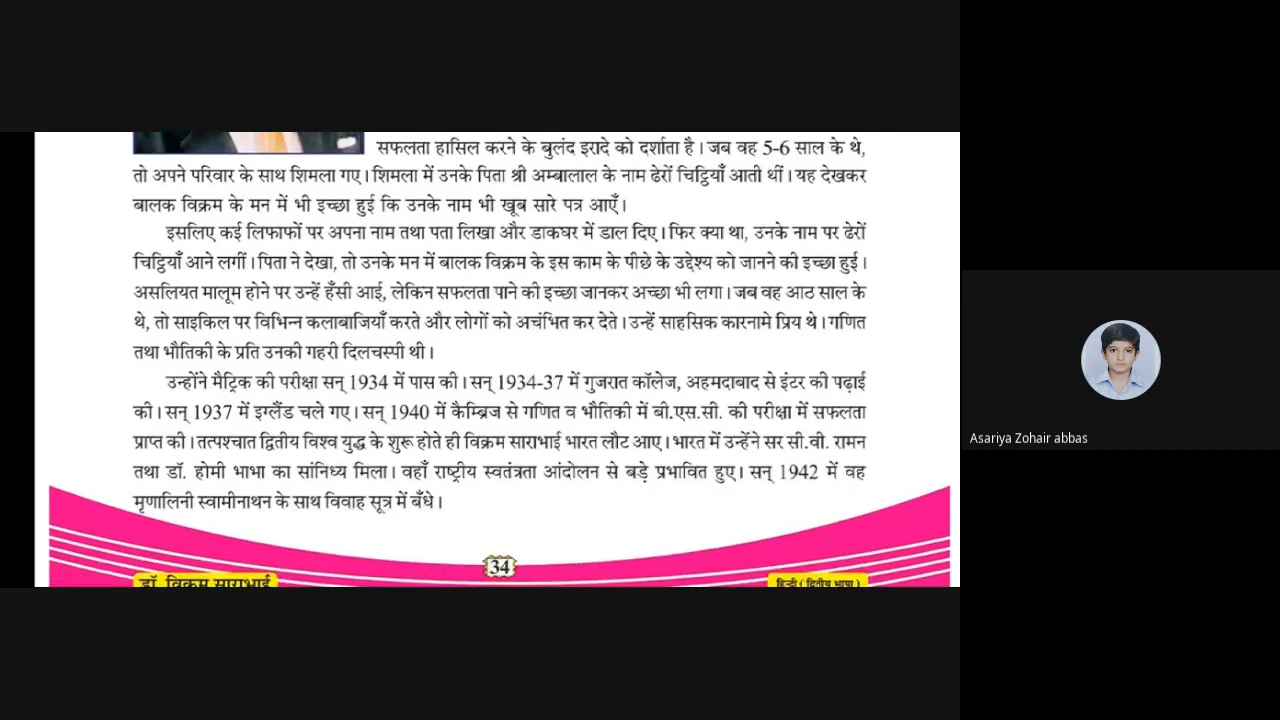 सफलता हासिल करने के बुलंद इरादे को दर्शाता है। जब वह 5-6 साल के थे,
तो अपने परिवार के साथ शिमला गए। शिमला में उनके पिता श्री अम्बालाल के नाम ढेरों चिट्ठियाँ आती थीं। यह देखकर
बालक विक्रम के मन में भी इच्छा हुई कि उनके नाम भी खूब सारे पत्र आएँ।
इसलिए कई लिफाफों पर अपना नाम तथा पता लिखा और डाकघर में डाल दिए। फिर क्या था, उनके नाम पर ढेरों
चिट्ठियाँ आने लगीं। पिता ने देखा, तो उनके मन में बालक विक्रम के इस काम के पीछे के उद्देश्य को जानने की इच्छा हुई।
असलियत मालूम होने पर उन्हें हँसी आई, लेकिन सफलता पाने की इच्छा जानकर अच्छा भी लगा। जब वह आठ साल के
थे, तो साइकिल पर विभिन्न कलाबाजियाँ करते और लोगों को अचंभित कर देते। उन्हें साहसिक कारनामे प्रिय थे। गणित
तथा भौतिकी के प्रति उनकी गहरी दिलचस्पी थी।
उन्होंने मैट्रिक की परीक्षा सन् 1934 में पास की। सन् 1934-37 में गुजरात कॉलेज, अहमदाबाद से इंटर की पढ़ाई
की। सन् 1937 में इग्लैंड चले गए। सन् 1940 में कैम्ब्रिज से गणित व भौतिकी में बी.एस.सी. की परीक्षा में सफलता
प्राप्त की। तत्पश्चात द्वितीय विश्व युद्ध के शुरू होते ही विक्रम साराभाई भारत लौट आए। भारत में उन्होंने सर सी.वी. रामन
तथा डॉ. होमी भाभा का सांनिध्य मिला। वहाँ राष्ट्रीय स्वतंत्रता आंदोलन से बड़े प्रभावित हुए। सन् 1942 में वह
मृणालिनी स्वामीनाथन के साथ विवाह सूत्र में बँधे।
34
डॉ. विक्रम साराभाई
हिन्दी (द्वितीय भाषा)
Asariya Zohair abbas